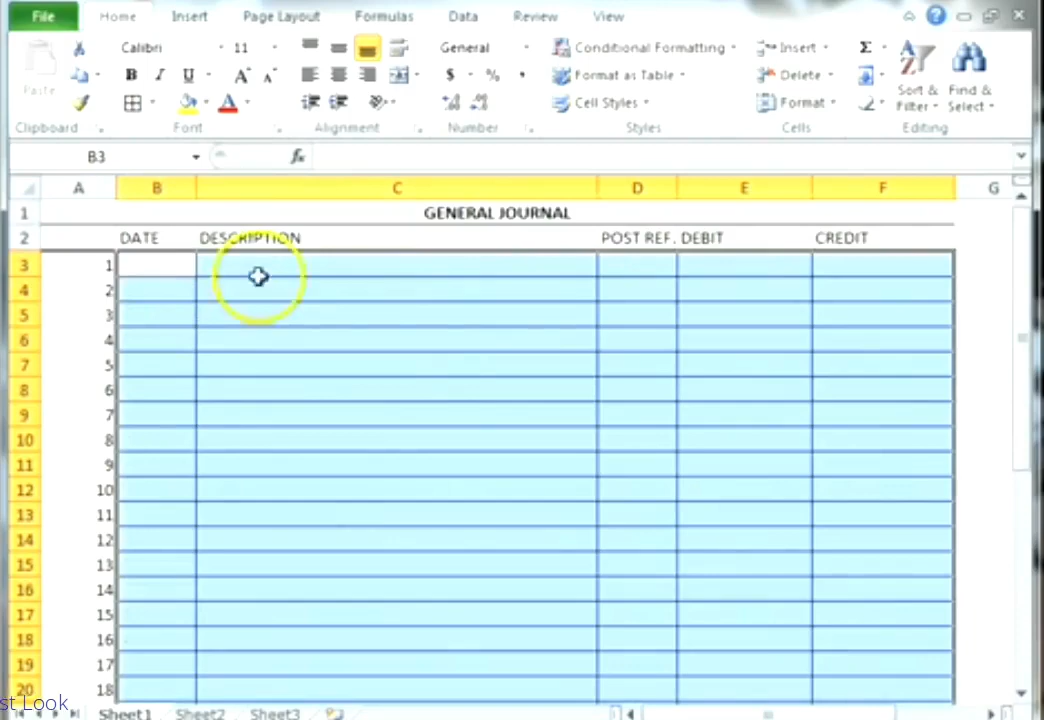 File Home Insert Page Layout Formulas Data Review View
Calibri 11 General Conditional Formatting Insert Σ
Paste B I U A A $ % , Format as Table Delete Sort & Find &
A Cell Styles Format Filter Select
Clipboard Font Alignment Number Styles Cells Editing
B3 fx
A B C D E F G
1 GENERAL JOURNAL
2 DATE DESCRIPTION POST REF. DEBIT CREDIT
3 1
4 2
5 3
6 4
7 5
8 6
9 7
10 8
11 9
12 10
13 11
14 12
15 13
16 14
17 15
18 16
19 17
20 18
st Look
Sheet1 Sheet2 Sheet3